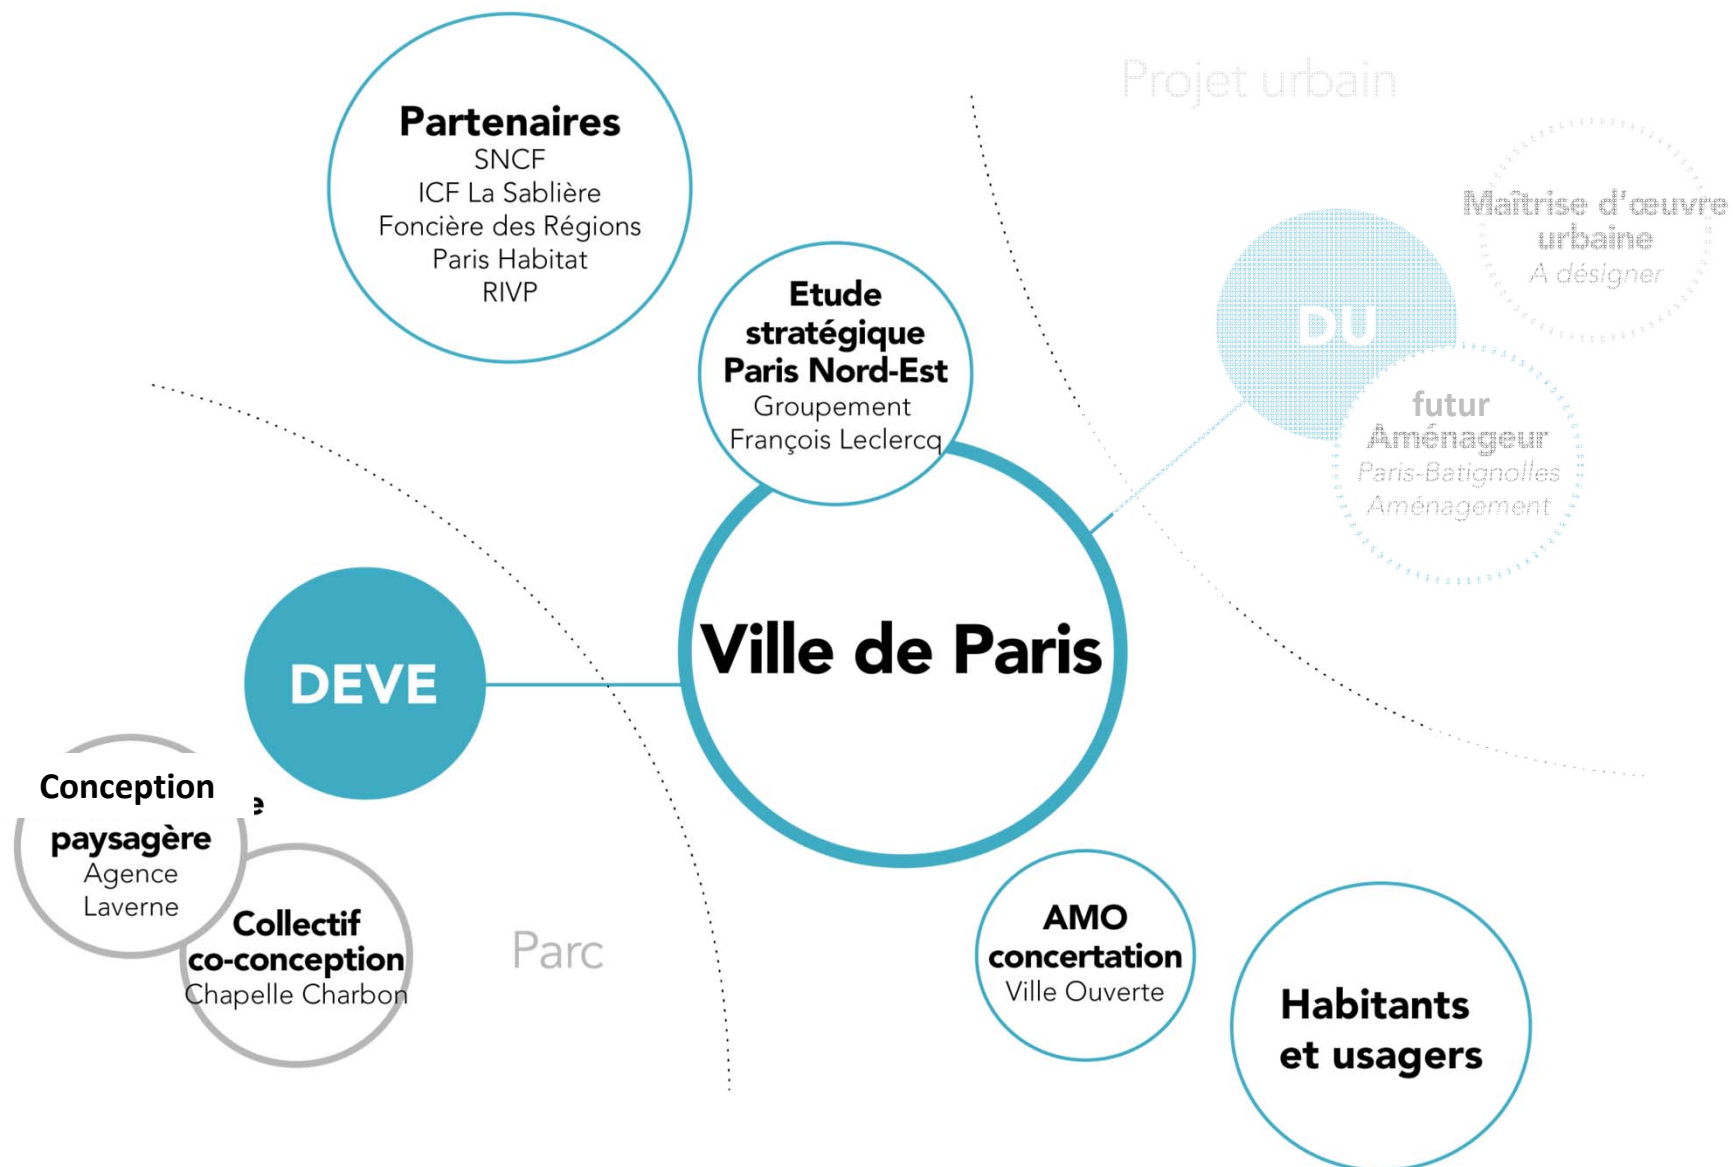 Projet urbain
Partenaires
SNCF
ICF La Sablière
Foncière des Régions
Paris Habitat
RIVP
Etude
stratégique
Paris Nord-Est
Groupement
François Leclercq
Maîtrise d'œuvre
urbaine
A désigner
DU
futur
Aménageur
Paris-Batignolles
Aménagement
Ville de Paris
DEVE
Conception
e
paysagère
Agence
Laverne
Collectif
co-conception
Chapelle Charbon
Parc
AMO
concertation
Ville Ouverte
Habitants
et usagers